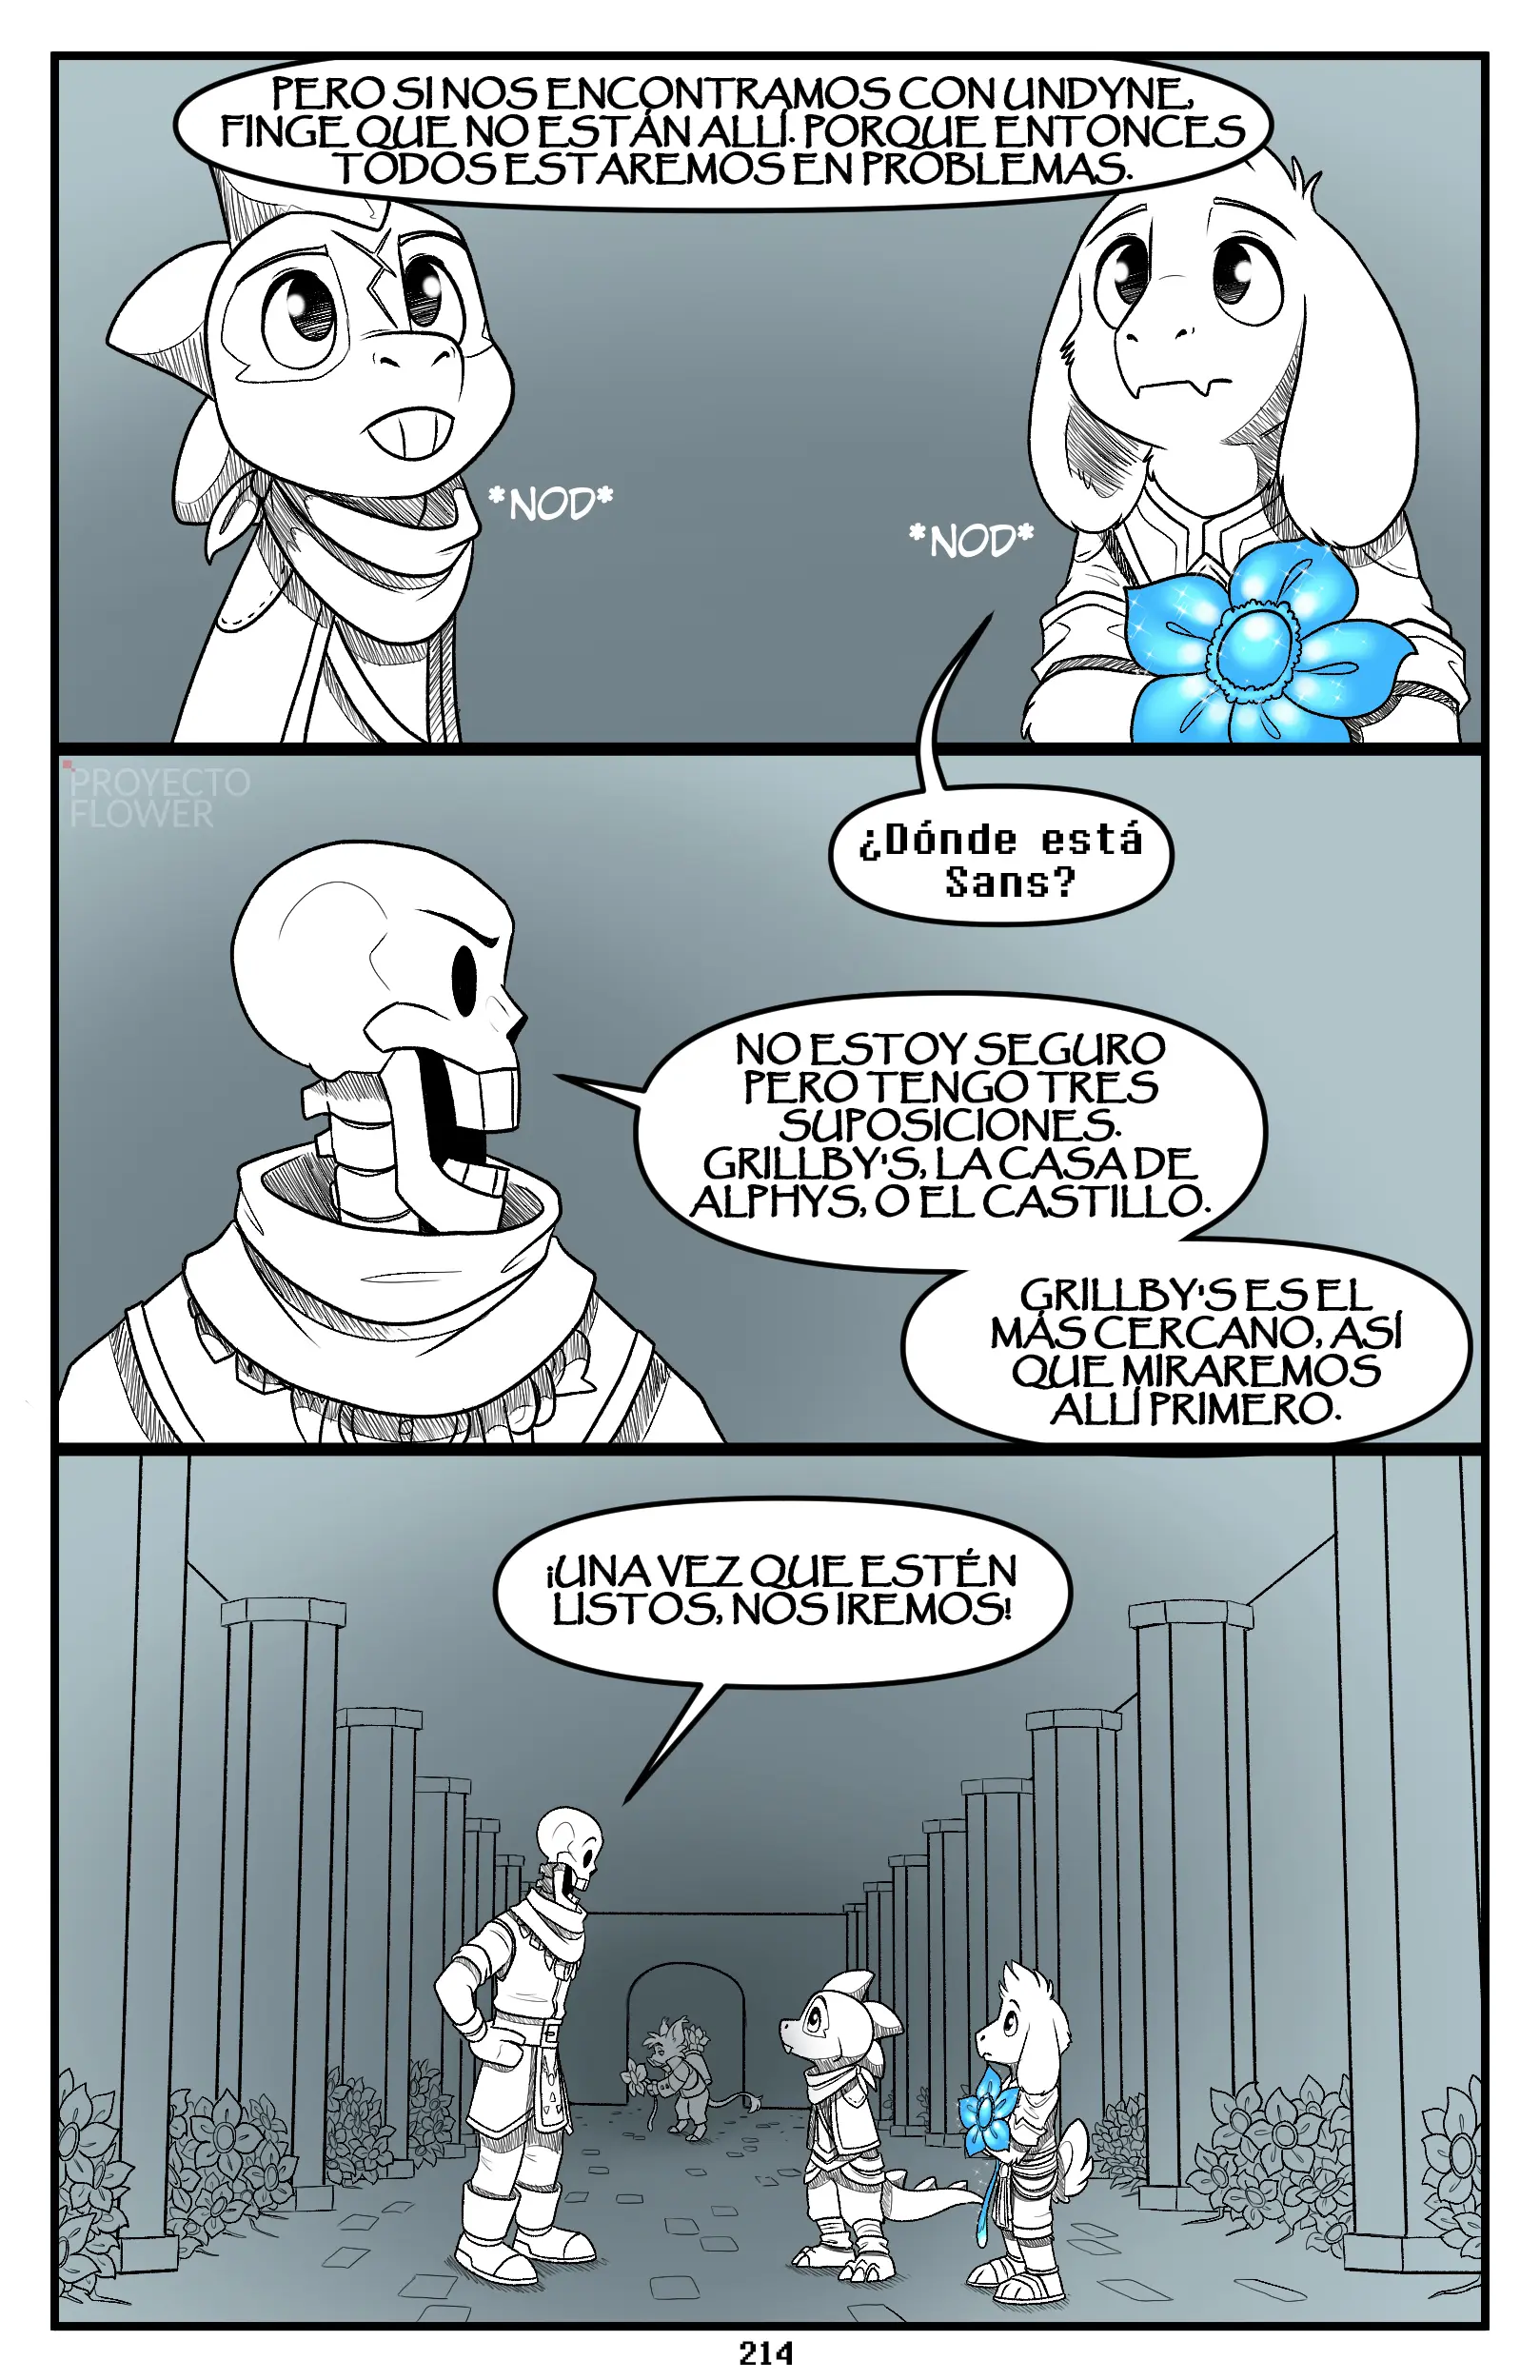 PERO SI NOS ENCONTRAMOS CON UNDYNE,
FINGE QUE NO ESTÁN ALLÍ. PORQUE ENTONCES
TODOS ESTAREMOS EN PROBLEMAS.
*NOD*
*NOD*
PROYECTO
FLOWER
¿Dónde está
Sans?
NO ESTOY SEGURO
PERO TENGO TRES
SUPOSICIONES.
GRILLBY'S, LA CASA DE
ALPHYS, O EL CASTILLO.
GRILLBY'S ES EL
MÁS CERCANO, ASÍ
QUE MIRAREMOS
ALLÍ PRIMERO.
¡UNA VEZ QUE ESTÉN
LISTOS, NOS IREMOS!
214